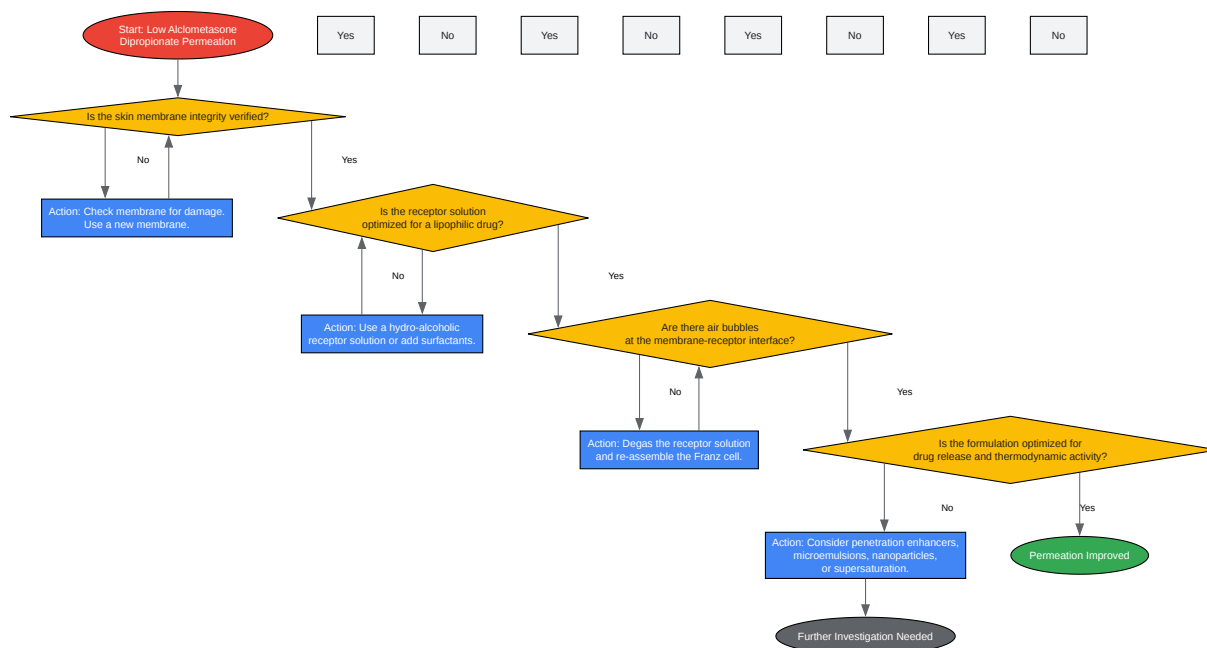 Start: Low Alclometasone
Dipropionate Permeation
Yes
No
Yes
No
Yes
No
Yes
No
Is the skin membrane integrity verified?
No
Yes
Action: Check membrane for damage.
Use a new membrane.
Is the receptor solution
optimized for a lipophilic drug?
No
Yes
Action: Use a hydro-alcoholic
receptor solution or add surfactants.
Are there air bubbles
at the membrane-receptor interface?
No
Yes
Action: Degas the receptor solution
and re-assemble the Franz cell.
Is the formulation optimized for
drug release and thermodynamic activity?
No
Yes
Action: Consider penetration enhancers,
microemulsions, nanoparticles,
or supersaturation.
Permeation Improved
Further Investigation Needed